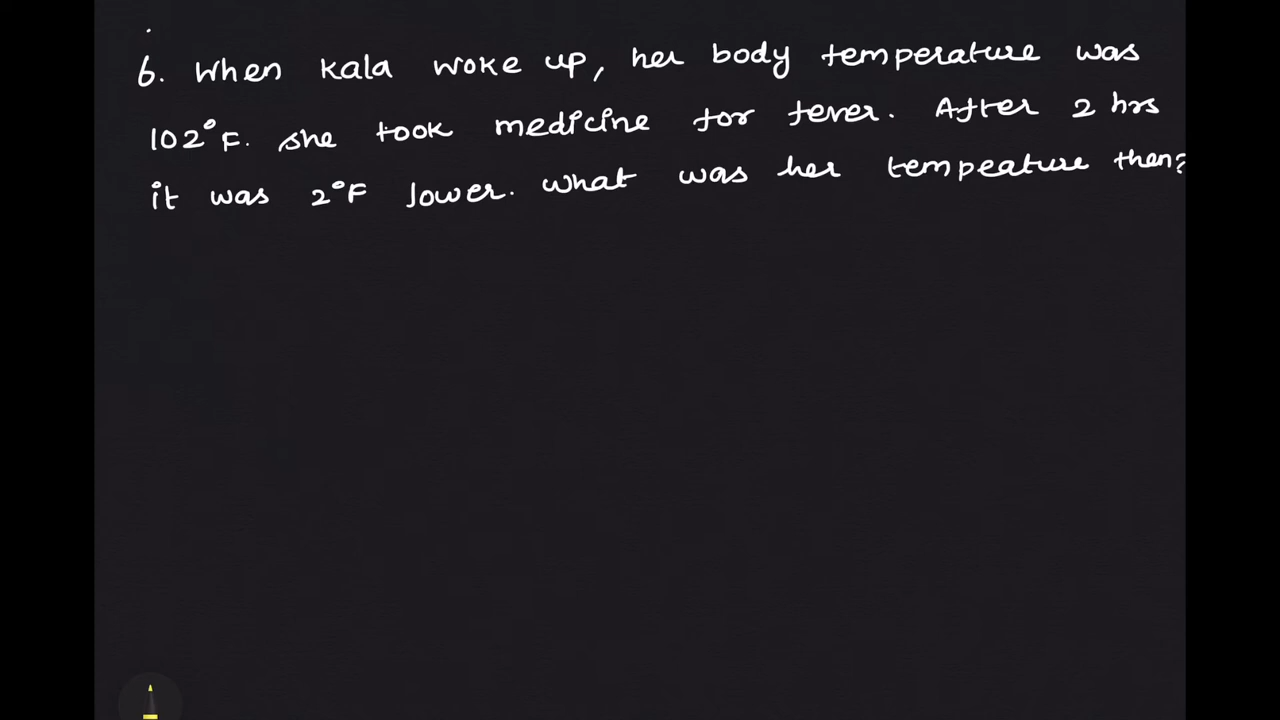 6. When Kala woke up, her body temperature was
102°F. she took medicine for fever. After 2 hrs
it was 2°F lower. what was her tempeature then?